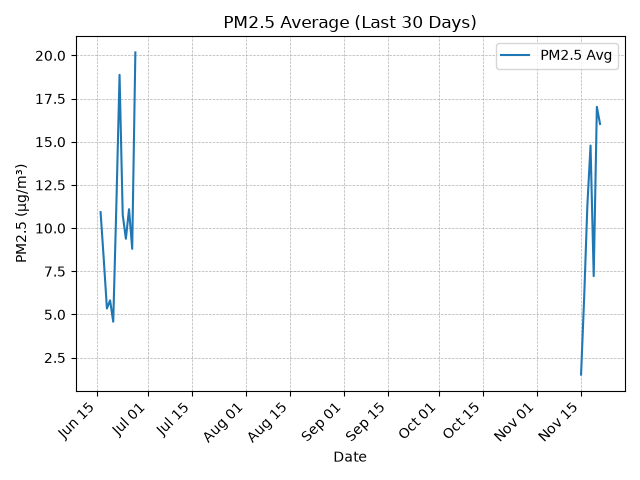 PM2.5 Average (Last 30 Days)
PM2.5 Avg
20.0
17.5
15.0
12.5
10.0
7.5
5.0
2.5
PM2.5 (µg/m³)
Jun 15
Jul 01
Jul 15
Aug 01
Aug 15
Sep 01
Sep 15
Oct 01
Oct 15
Nov 01
Nov 15
Date